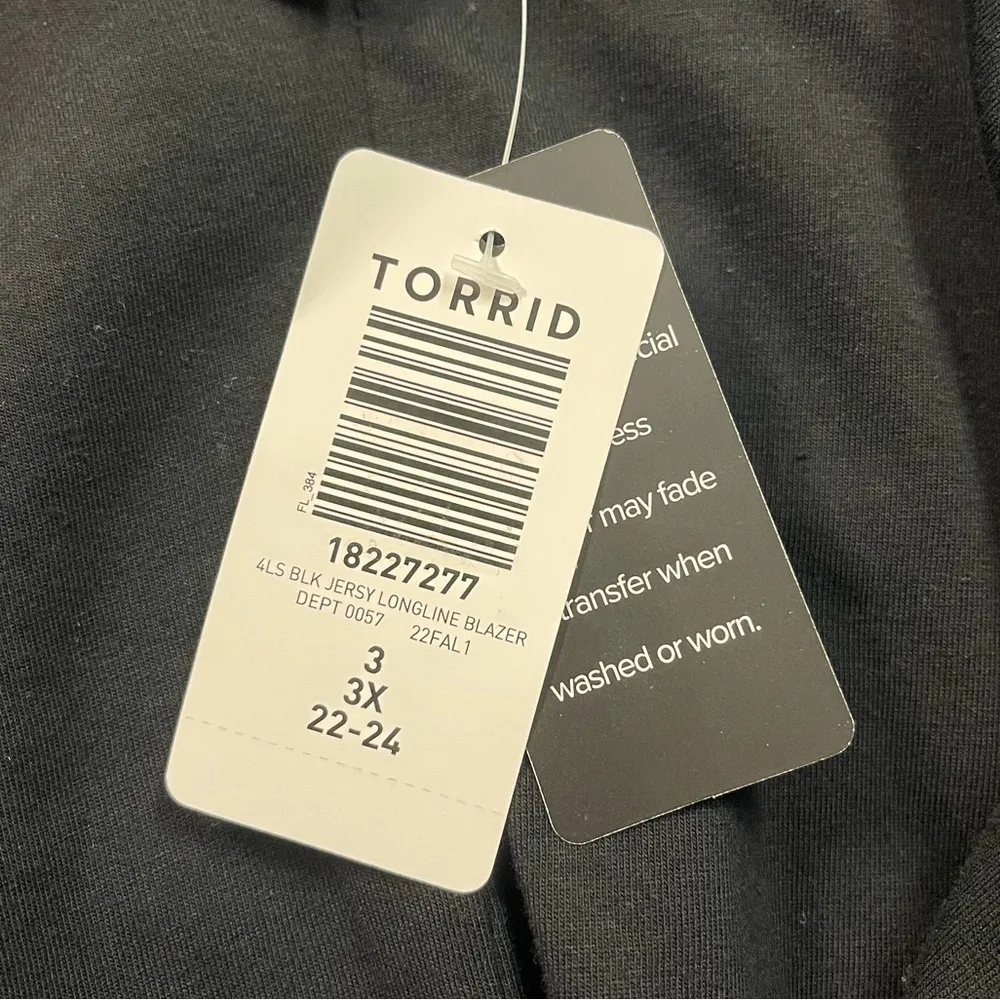 TORRID
FL_384
18227277
4LS BLK JERSY LONGLINE BLAZER
DEPT 0057 22FAL1
3
3X
22-24
may fade
transfer when
washed or worn.